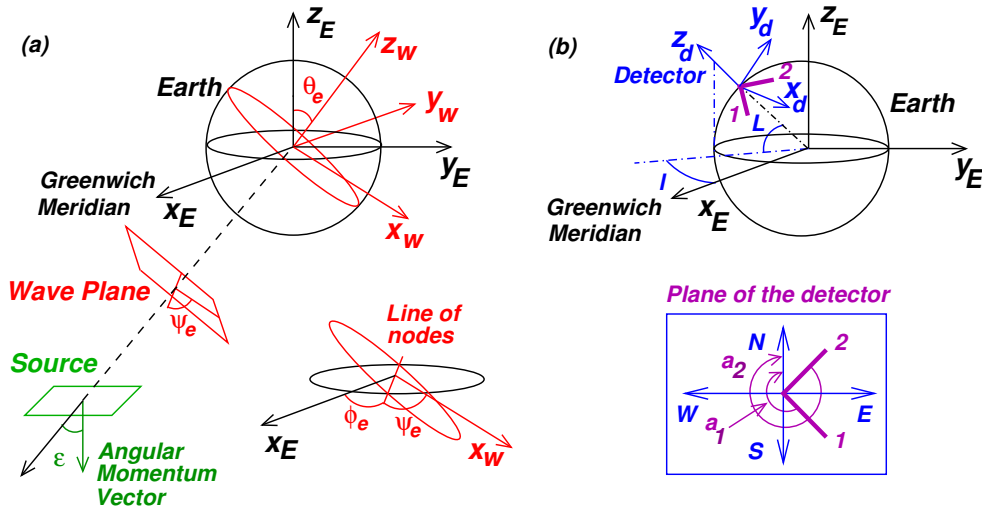 (a)
z_E
z_w
Earth
θ_e
y_w
y_E
Greenwich
Meridian
x_E
x_w
Wave Plane
ψ_e
Source
ε
Angular
Momentum
Vector
Line of
nodes
ϕ_e
ψ_e
x_E
x_w
(b)
z_E
y_d
z_d
Detector
2
1
x_d
Earth
L
y_E
l
Greenwich
Meridian
x_E
Plane of the detector
N
2
a_2
W
E
a_1
1
S